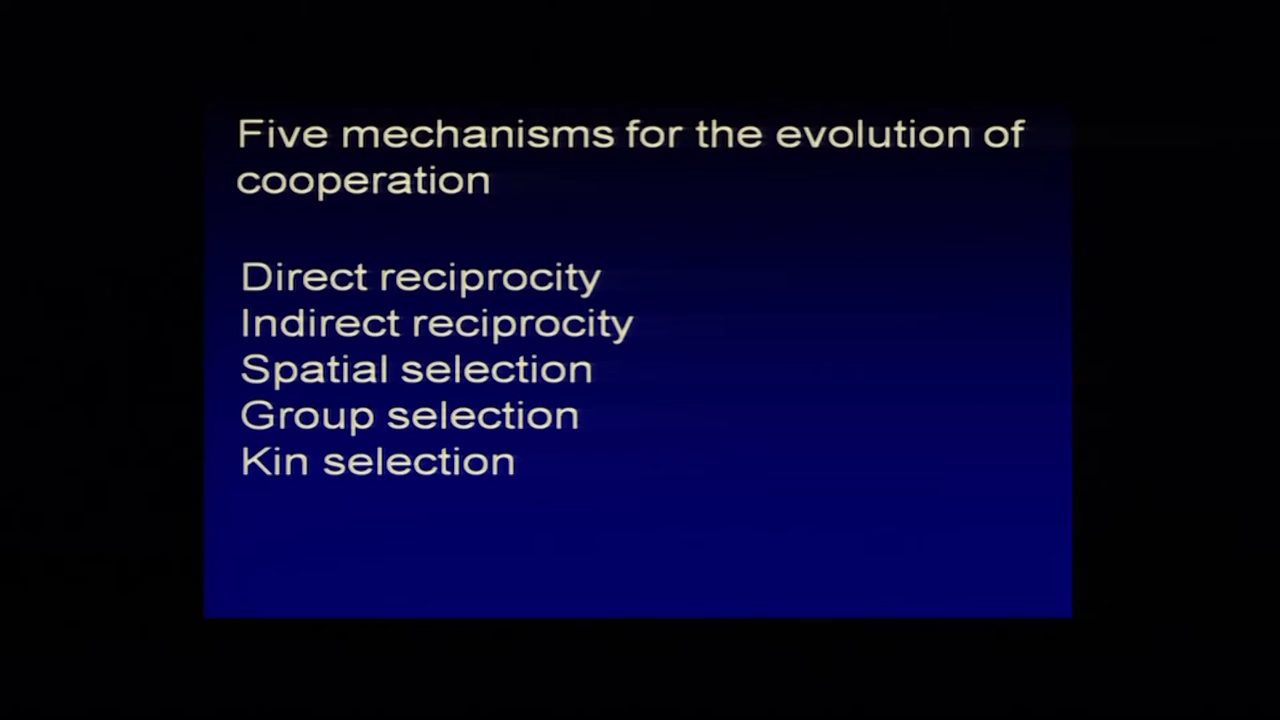 Five mechanisms for the evolution of
cooperation
Direct reciprocity
Indirect reciprocity
Spatial selection
Group selection
Kin selection